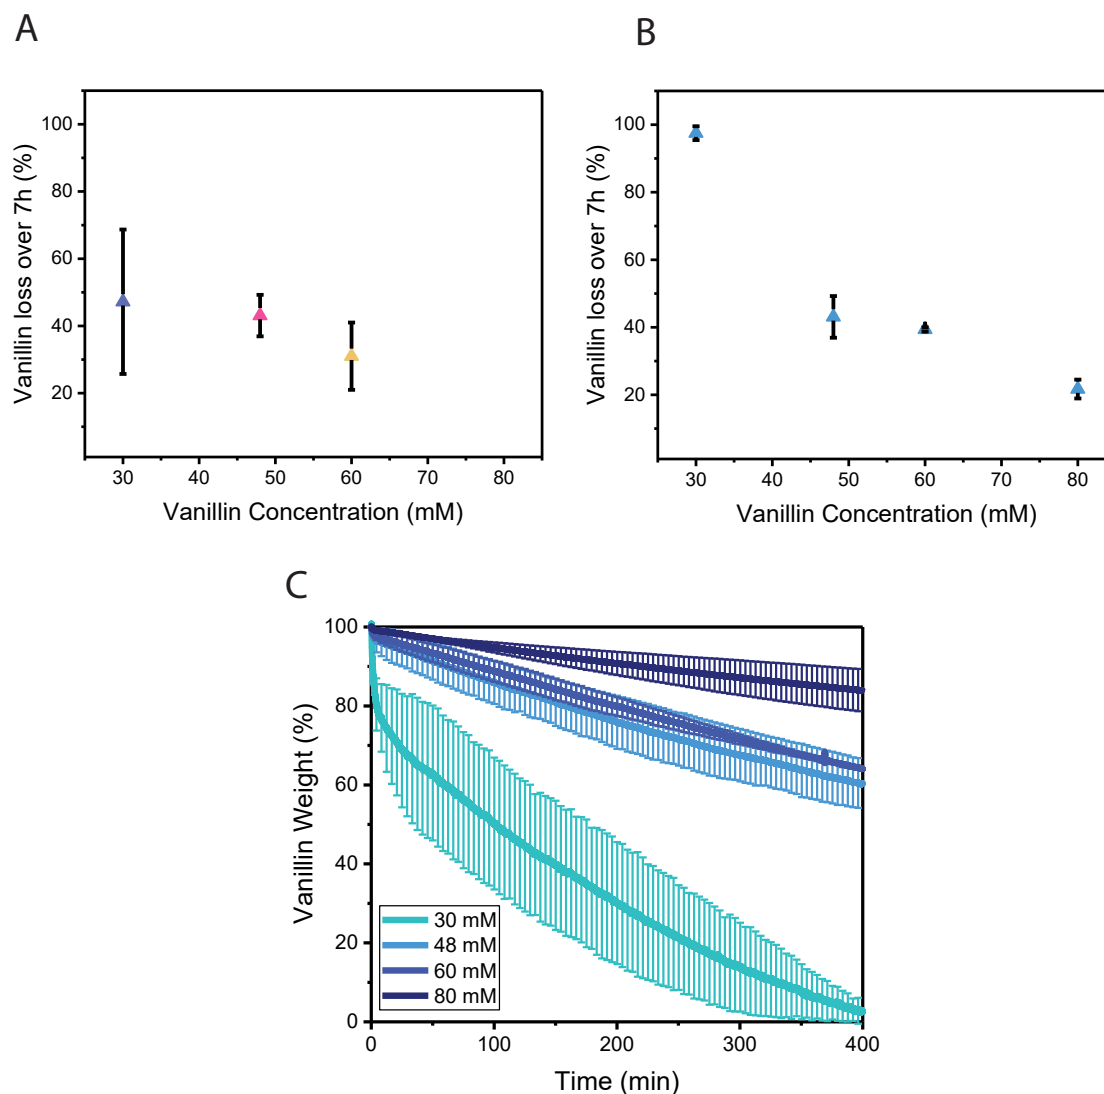 A
Vanillin loss over 7h (%)
100
80
60
40
20
30 40 50 60 70 80
Vanillin Concentration (mM)
B
Vanillin loss over 7h (%)
100
80
60
40
20
30 40 50 60 70 80
Vanillin Concentration (mM)
C
Vanillin Weight (%)
100
80
60
40
20
0
30 mM
48 mM
60 mM
80 mM
0 100 200 300 400
Time (min)